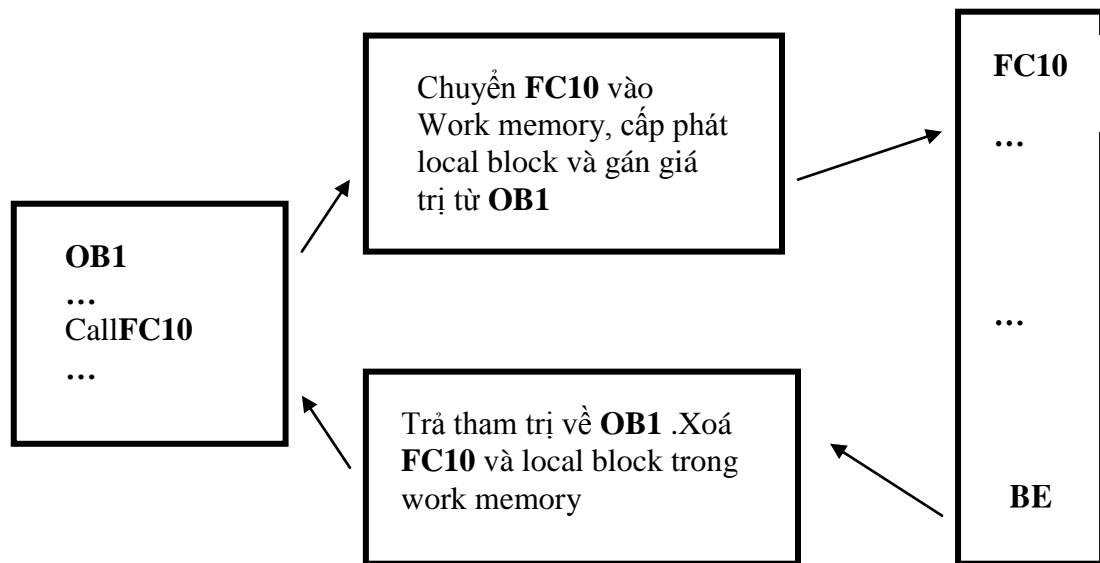 OB1
...
CallFC10
...
Chuyển FC10 vào
Work memory, cấp phát
local block và gán giá
trị từ OB1
FC10
...
...
BE
Trả tham trị về OB1 .Xoá
FC10 và local block trong
work memory